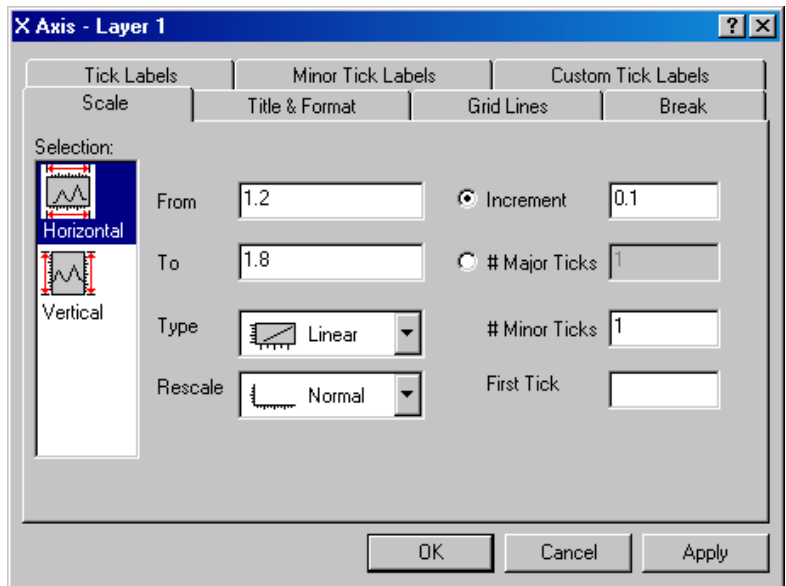 X Axis - Layer 1
Tick Labels Minor Tick Labels Custom Tick Labels
Scale Title & Format Grid Lines Break
Selection:
Horizontal
Vertical
From 1.2 Increment 0.1
To 1.8 # Major Ticks 1
Type Linear # Minor Ticks 1
Rescale Normal First Tick
OK Cancel Apply